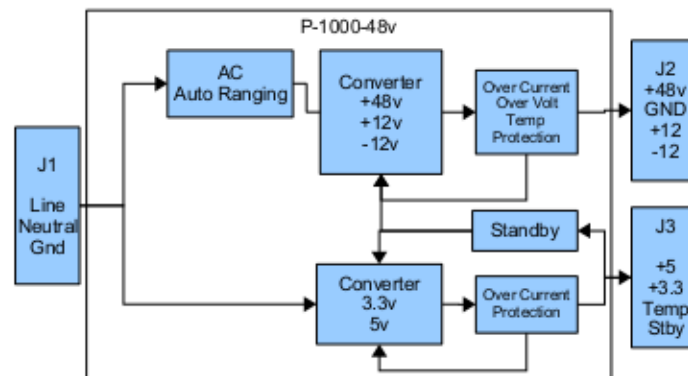 P-1000-48v
AC
Auto Ranging
Converter
+48v
+12v
-12v
Over Current
Over Volt
Temp
Protection
J2
+48v
GND
+12
-12
J1
Line
Neutral
Gnd
Standby
J3
+5
+3.3
Temp
Stby
Converter
3.3v
5v
Over Current
Protection